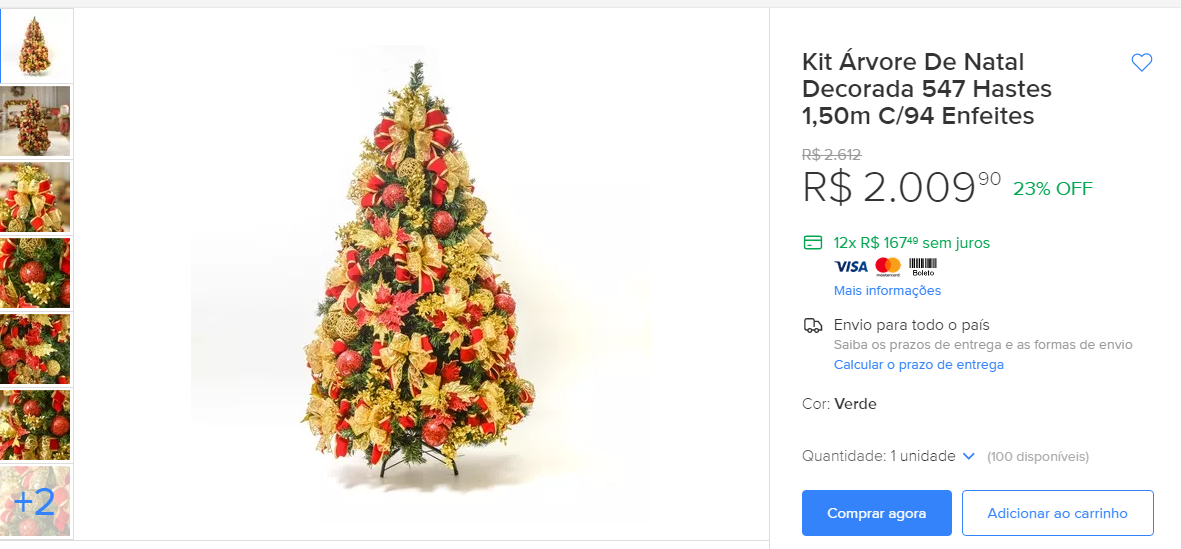 +2
Kit Árvore De Natal
Decorada 547 Hastes
1,50m C/94 Enfeites
R$ 2.612
R$ 2.009 90 23% OFF
12x R$ 167 49 sem juros
VISA mastercard Boleto
Mais informações
Envio para todo o país
Saiba os prazos de entrega e as formas de envio
Calcular o prazo de entrega
Cor: Verde
Quantidade: 1 unidade (100 disponíveis)
Comprar agora Adicionar ao carrinho